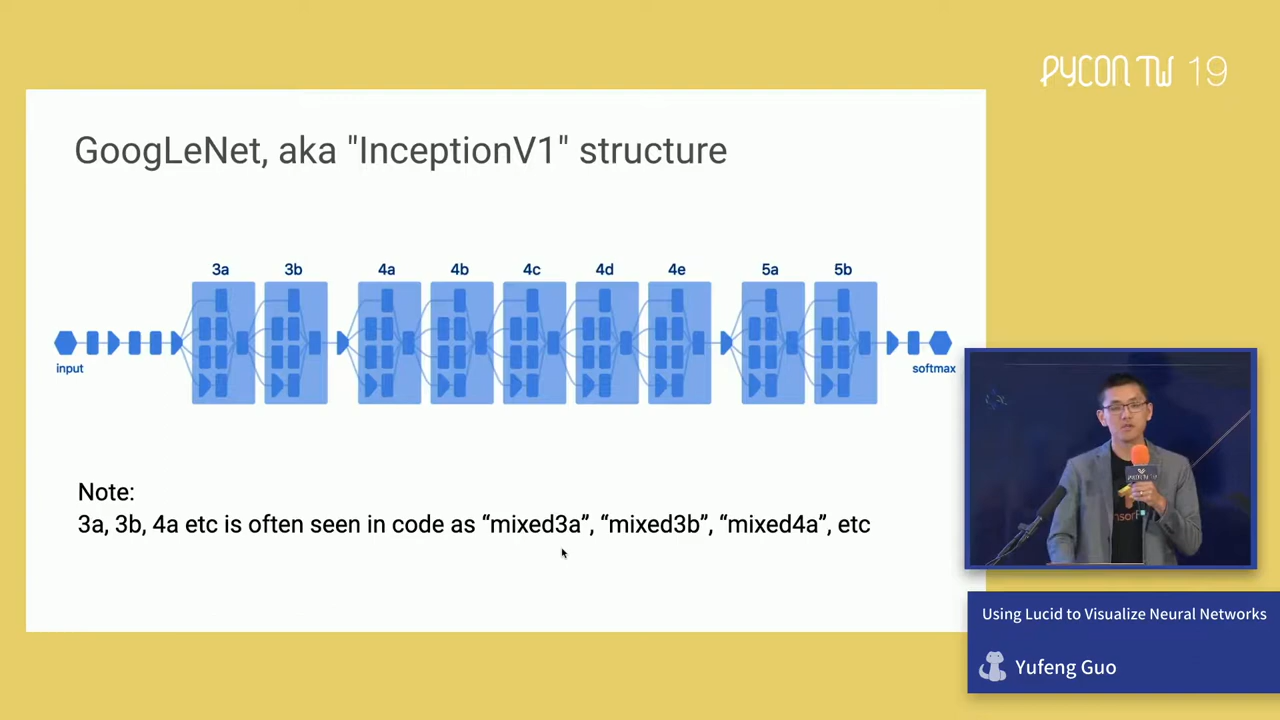 PYCON TW 19
GoogLeNet, aka "InceptionV1" structure
3a 3b 4a 4b 4c 4d 4e 5a 5b
input
softmax
Note:
3a, 3b, 4a etc is often seen in code as “mixed3a”, “mixed3b”, “mixed4a”, etc
Using Lucid to Visualize Neural Networks
Yufeng Guo